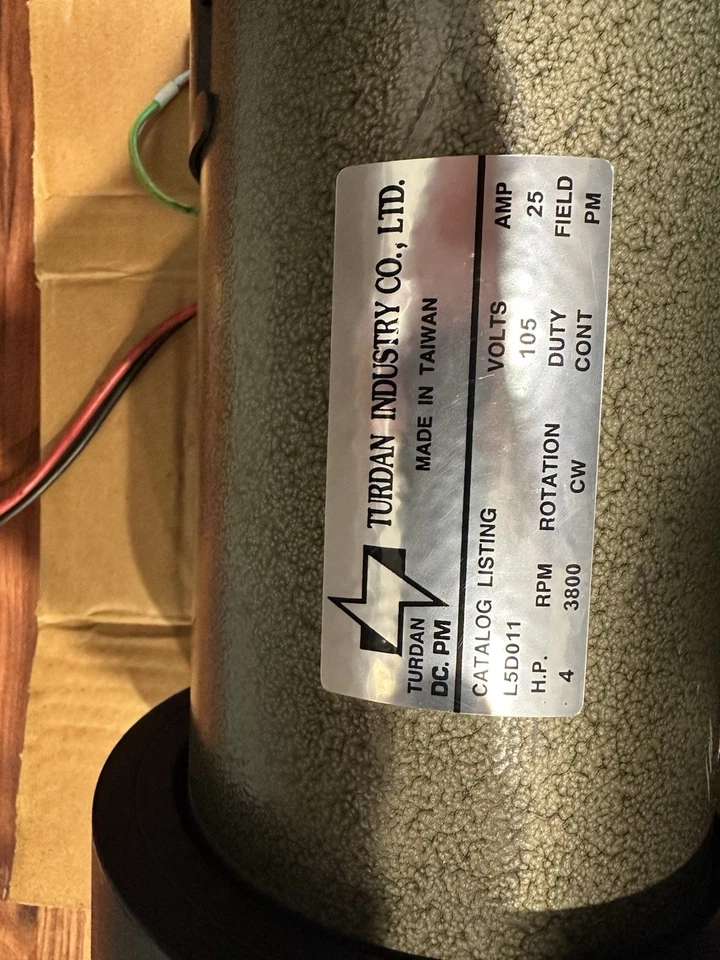 TURDAN INDUSTRY CO., LTD.
MADE IN TAIWAN
TURDAN
DC. PM
CATALOG LISTING VOLTS AMP
L5D011 105 25
H.P. RPM ROTATION DUTY FIELD
4 3800 CW CONT PM